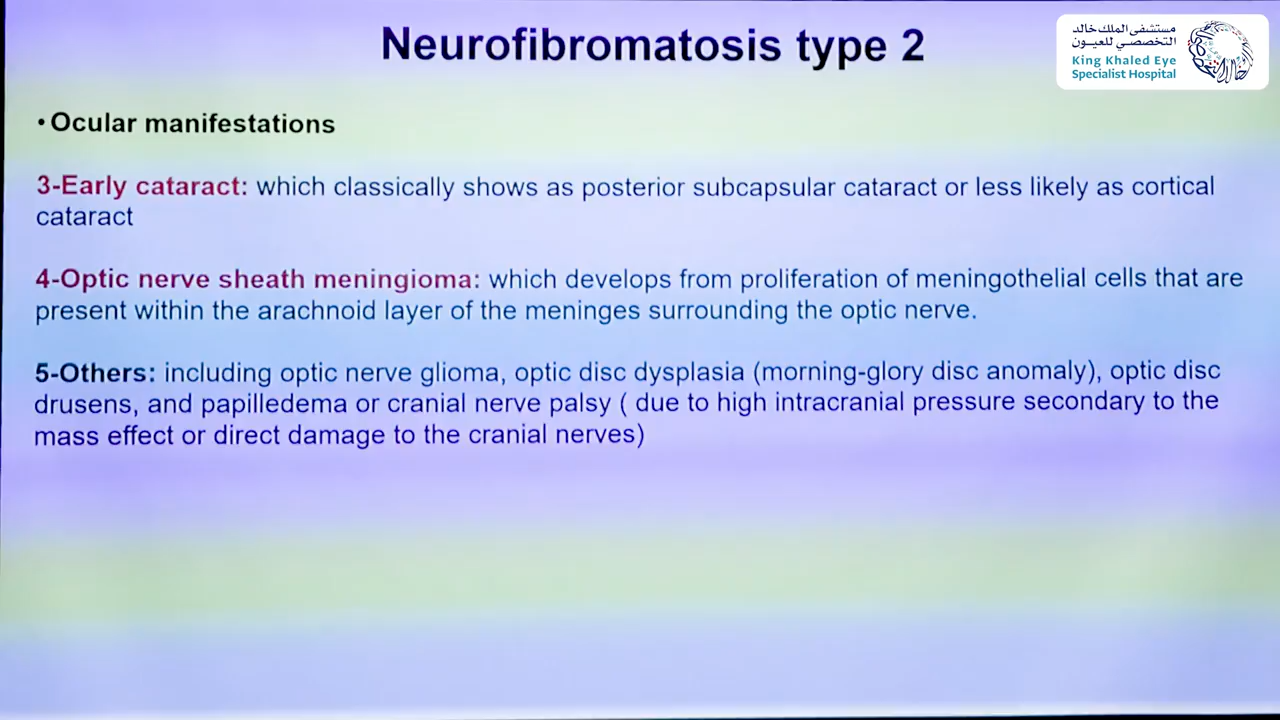 Neurofibromatosis type 2
مستشفى الملك خالد
التخصصي للعيون
King Khaled Eye
Specialist Hospital
•Ocular manifestations
3-Early cataract: which classically shows as posterior subcapsular cataract or less likely as cortical
cataract
4-Optic nerve sheath meningioma: which develops from proliferation of meningothelial cells that are
present within the arachnoid layer of the meninges surrounding the optic nerve.
5-Others: including optic nerve glioma, optic disc dysplasia (morning-glory disc anomaly), optic disc
drusens, and papilledema or cranial nerve palsy ( due to high intracranial pressure secondary to the
mass effect or direct damage to the cranial nerves)